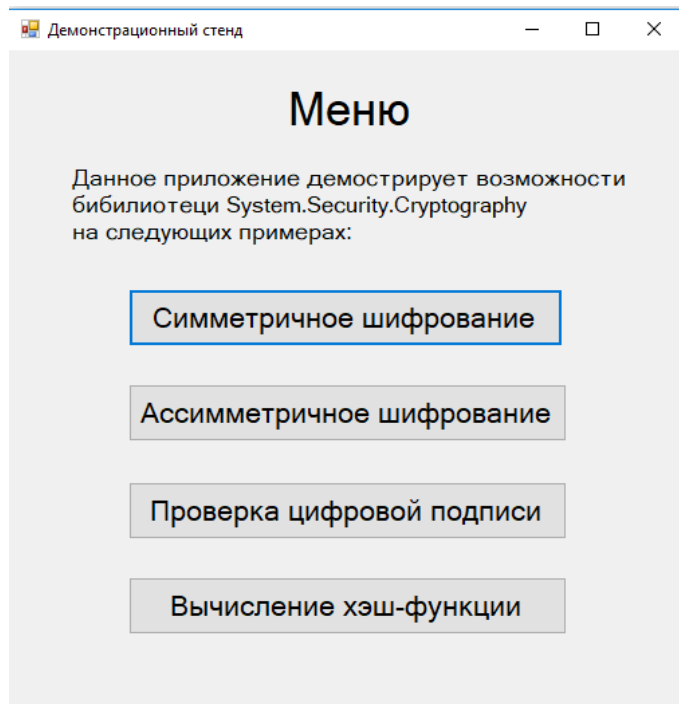 Демонстрационный стенд
Меню
Данное приложение демострирует возможности
бибилиотеци System.Security.Cryptography
на следующих примерах:
Симметричное шифрование
Ассимметричное шифрование
Проверка цифровой подписи
Вычисление хэш-функции